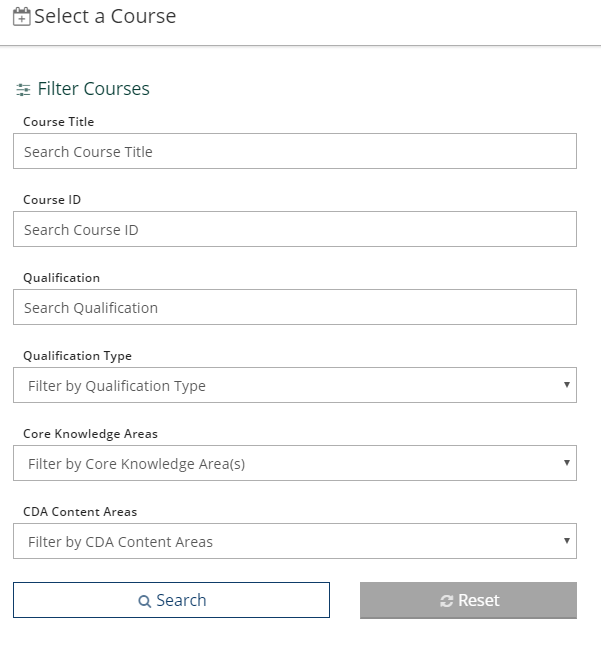 Select a Course
Filter Courses
Course Title
Search Course Title
Course ID
Search Course ID
Qualification
Search Qualification
Qualification Type
Filter by Qualification Type
Core Knowledge Areas
Filter by Core Knowledge Area(s)
CDA Content Areas
Filter by CDA Content Areas
Search
Reset